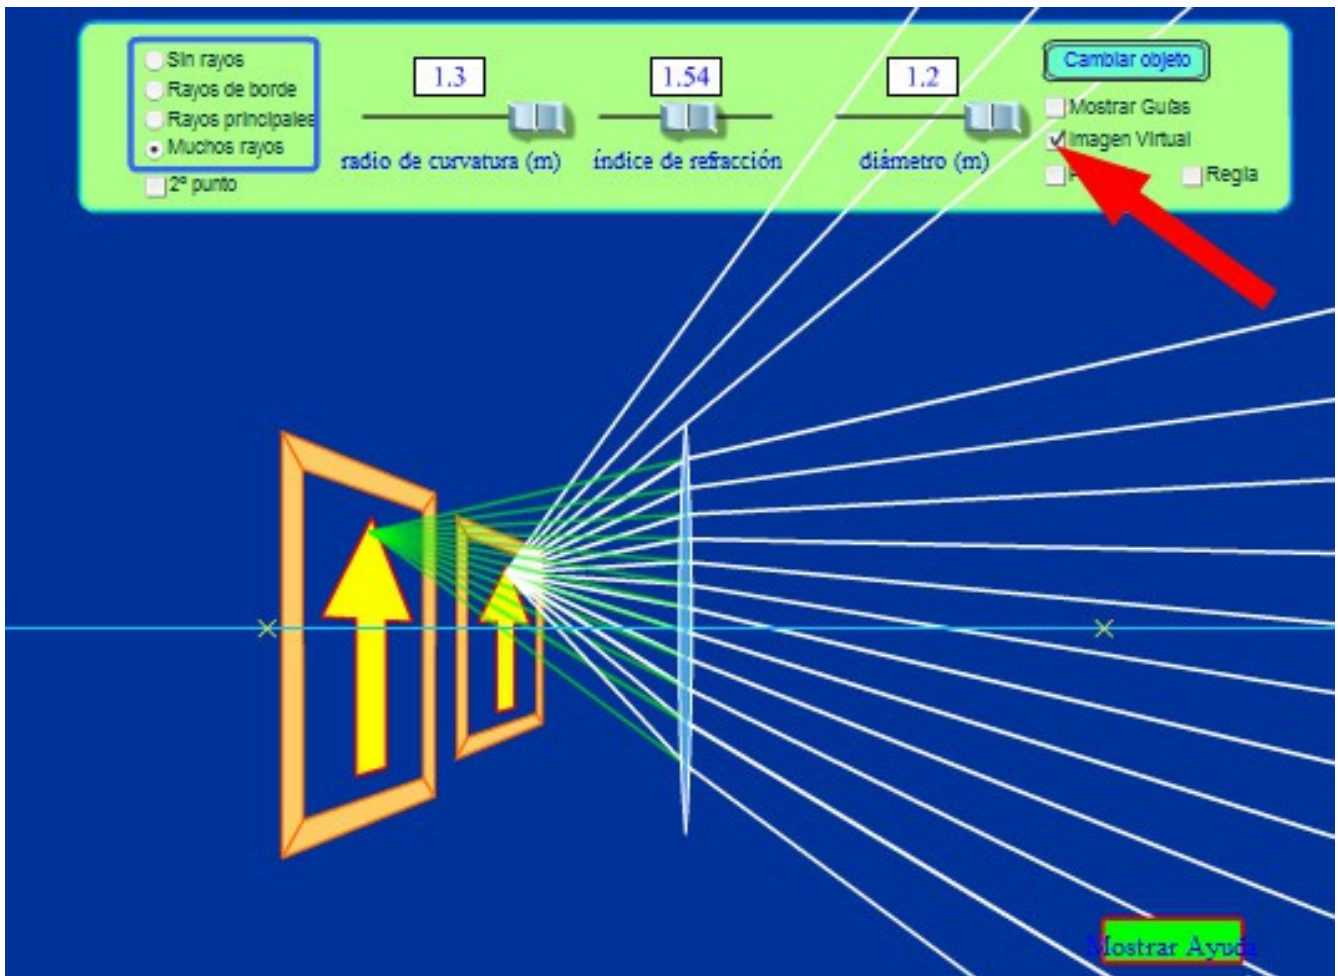 Sin rayos
Rayos de borde
Rayos principales
Muchos rayos
2º punto
1.3
radio de curvatura (m)
1.54
índice de refracción
1.2
diámetro (m)
Cambiar objeto
Mostrar Guías
Imagen Virtual
Regla
Mostrar Ayuda